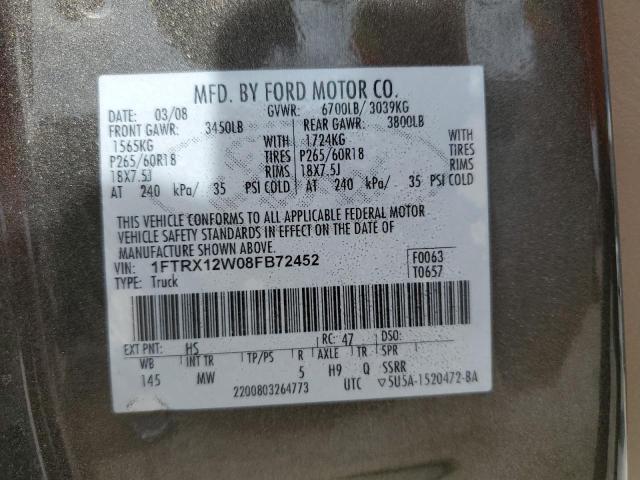 MFD. BY FORD MOTOR CO.
DATE: 03/08 GVWR: 6700LB/ 3039KG
FRONT GAWR: 3450LB REAR GAWR: 3800LB
1565KG WITH 1724KG WITH
P265/60R18 TIRES P265/60R18 TIRES
18X7.5J RIMS 18X7.5J RIMS
AT 240 kPa/ 35 PSI COLD AT 240 kPa/ 35 PSI COLD
THIS VEHICLE CONFORMS TO ALL APPLICABLE FEDERAL MOTOR
VEHICLE SAFETY STANDARDS IN EFFECT ON THE DATE OF
MANUFACTURE SHOWN ABOVE.
VIN: 1FTRX12W08FB72452 F0063
TYPE: Truck T0657
EXT PNT: HS RC: 47 DSO:
WB INT TR TP/PS R AXLE TR SPR
145 MW 5 H9 Q SSRR
2200803264773 UTC ▽5U5A-1520472-BA